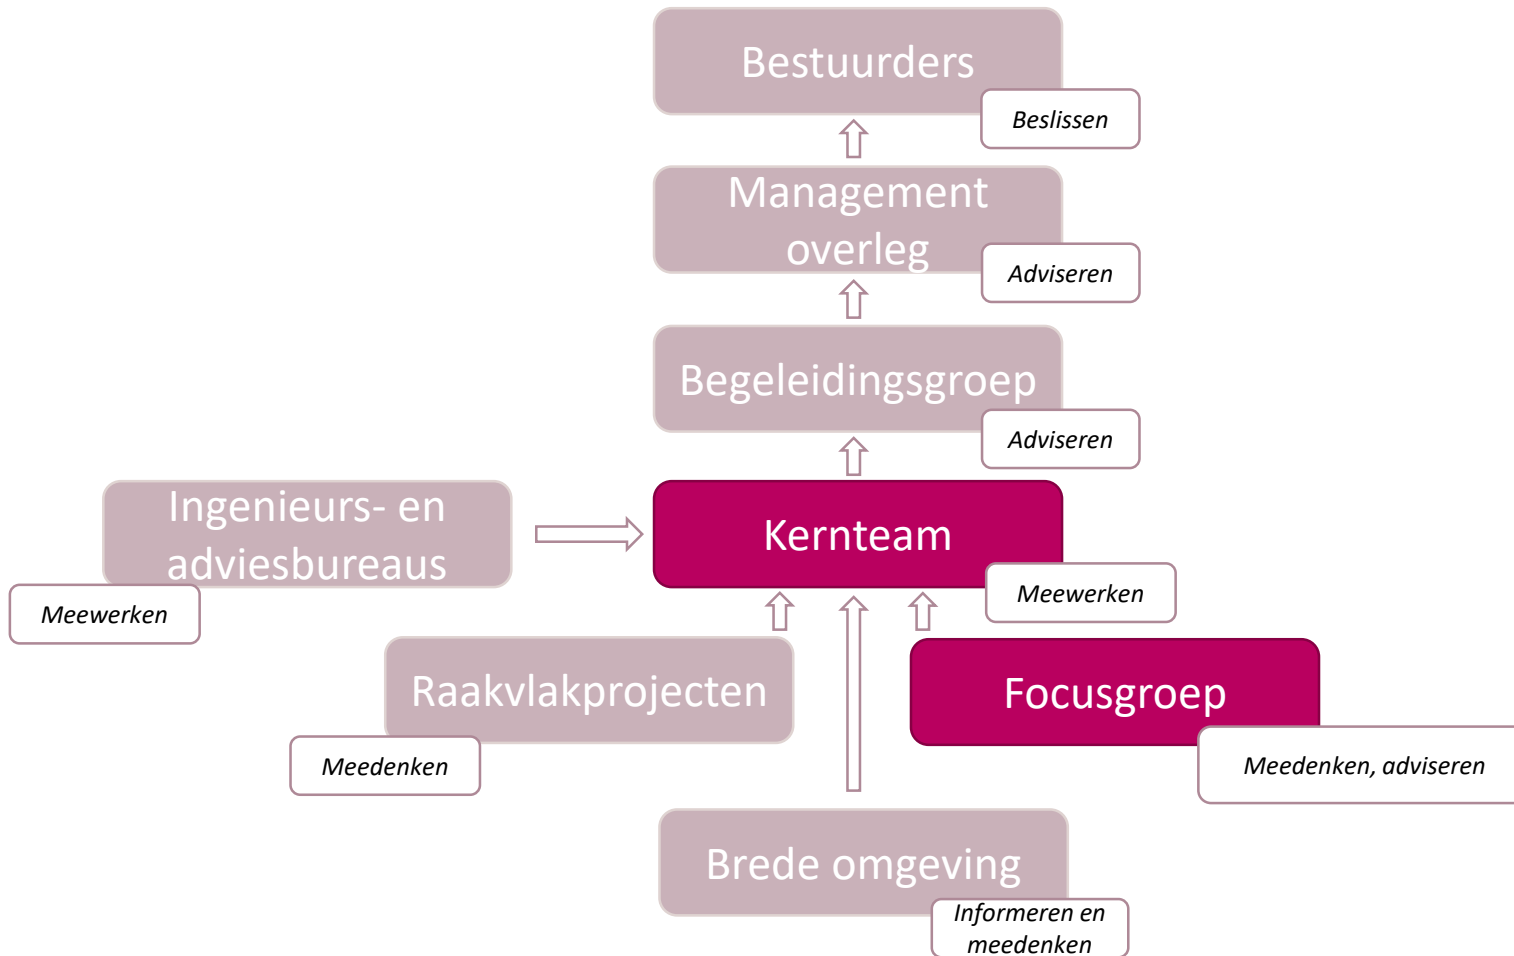 Bestuurders
Beslissen
Management
overleg
Adviseren
Begeleidingsgroep
Adviseren
Ingenieurs- en
adviesbureaus
Meewerken
Kernteam
Meewerken
Raakvlakprojecten
Meedenken
Focusgroep
Meedenken, adviseren
Brede omgeving
Informeren en
meedenken